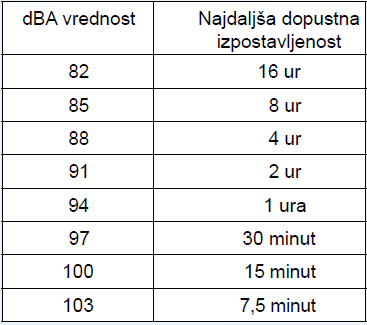 dBA vrednost Najdaljša dopustna
izpostavljenost
82 16 ur
85 8 ur
88 4 ur
91 2 ur
94 1 ura
97 30 minut
100 15 minut
103 7,5 minut